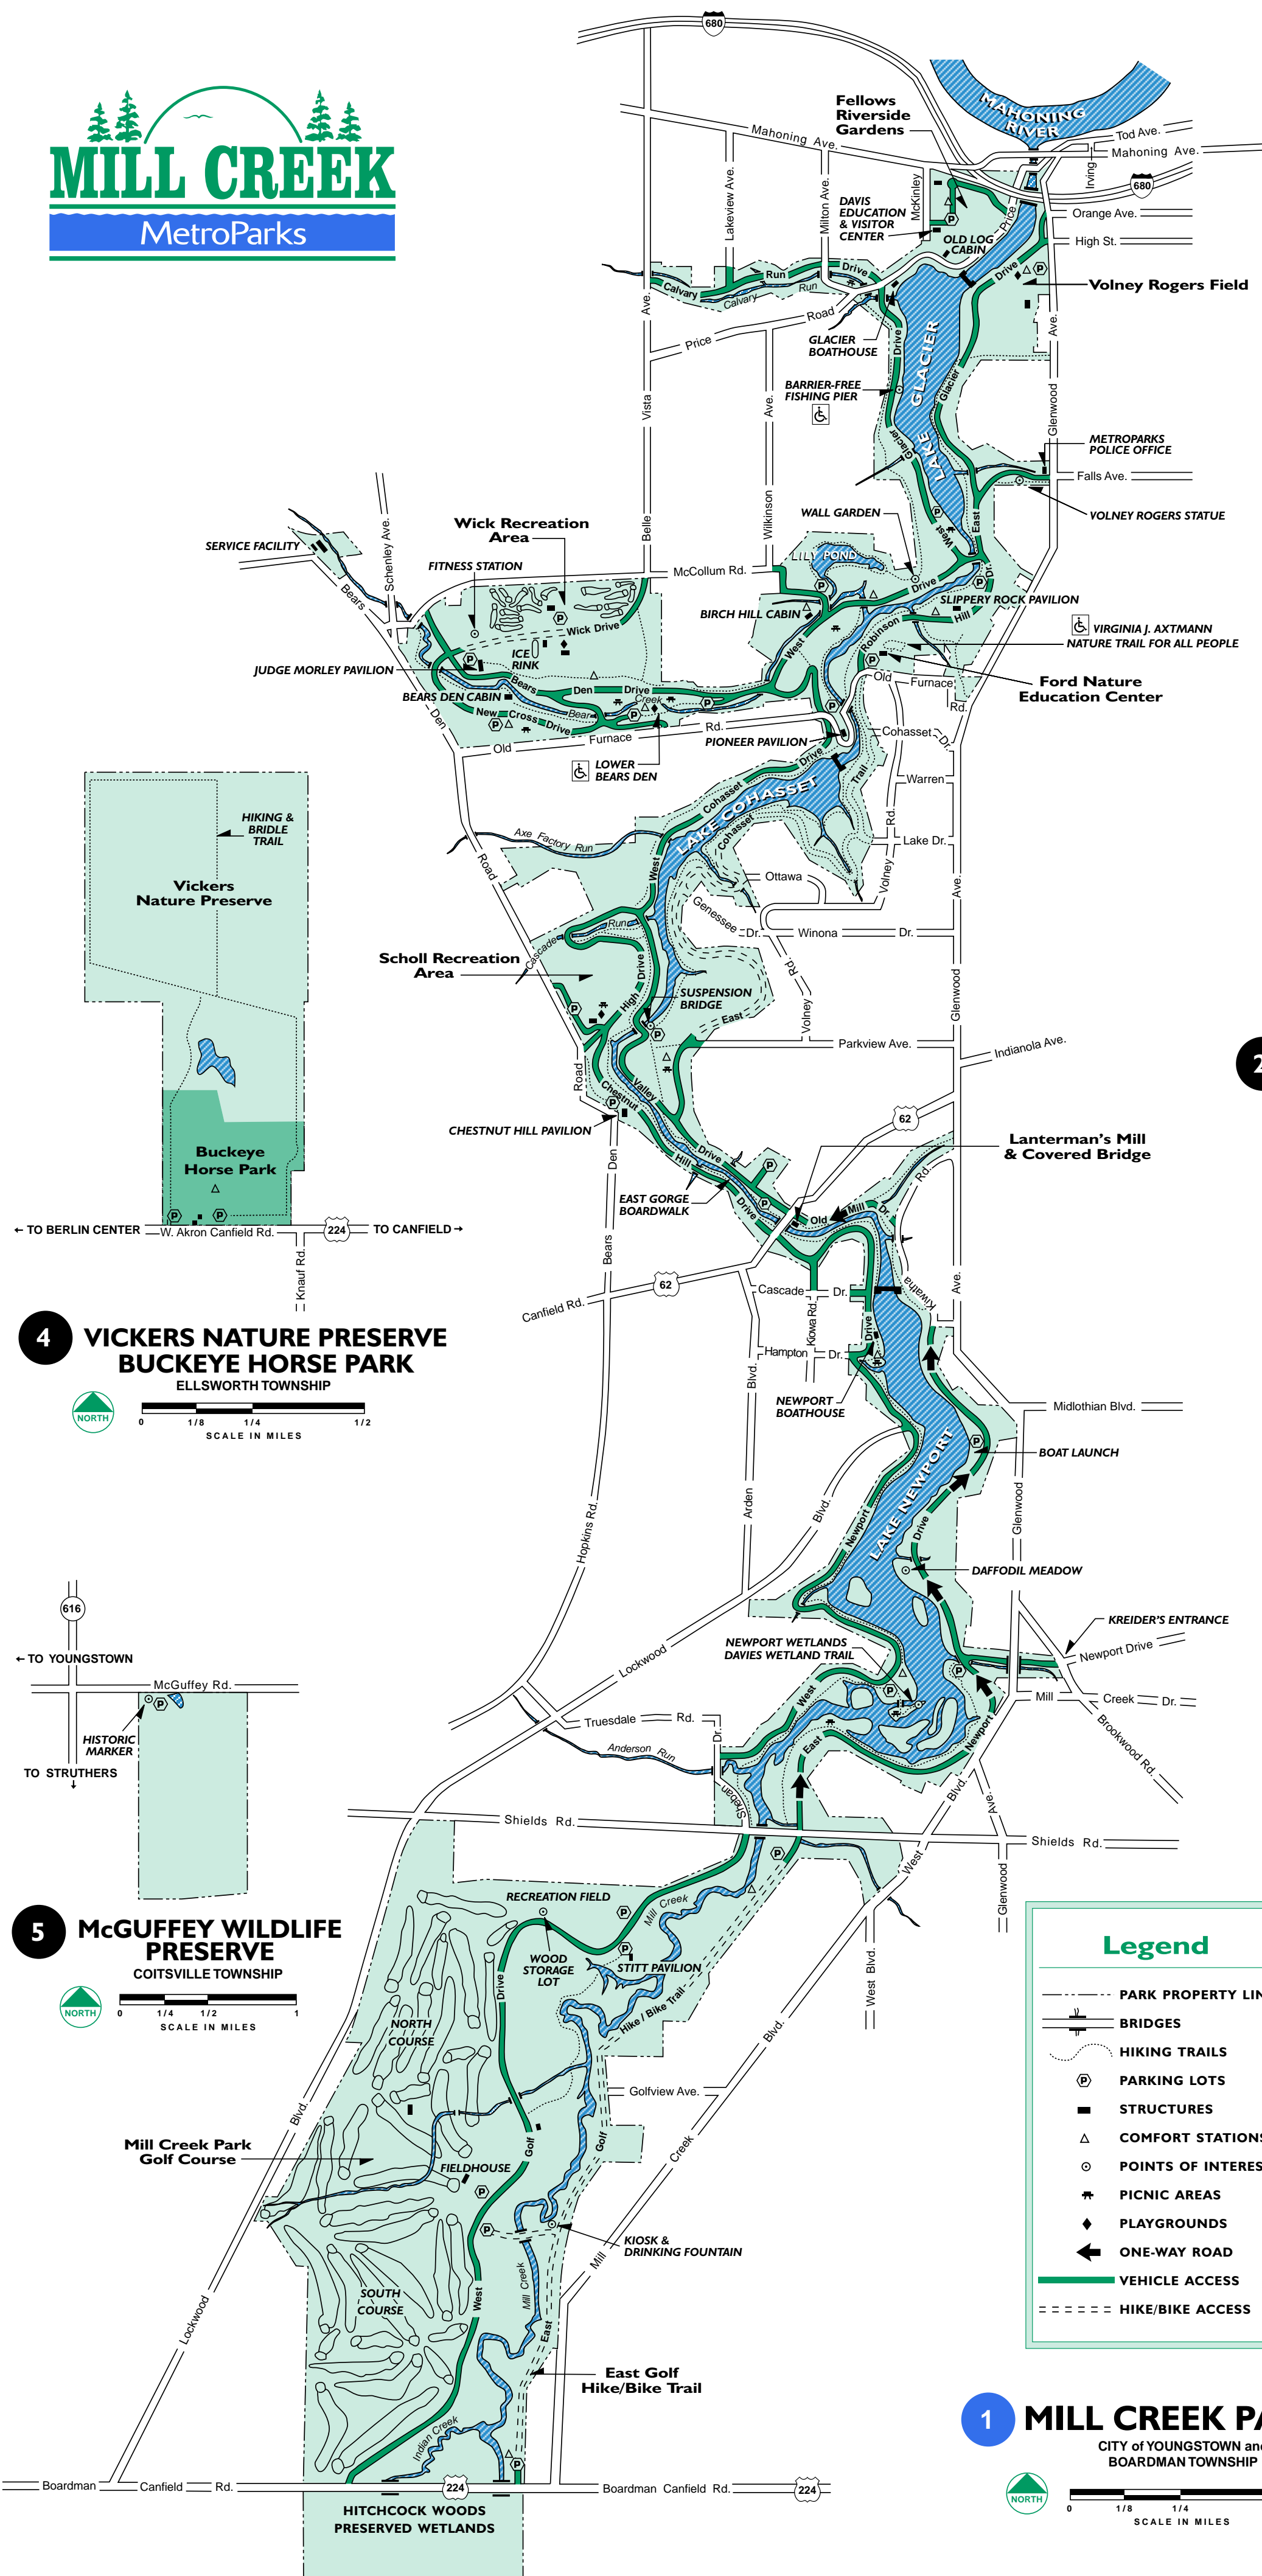 680
MAHONING
RIVER
Fellows
Riverside
Gardens
Mahoning Ave.
Tod Ave.
Mahoning Ave.
Irving
680
MILL CREEK
MetroParks
Lakeview Ave.
Milton Ave.
McKinley
Price
DAVIS
EDUCATION
& VISITOR
CENTER
P
OLD LOG
CABIN
Orange Ave.
High St.
Drive
P
Volney Rogers Field
Calvary
Run
Drive
Calvary
Run
Ave.
Price
Road
GLACIER
BOATHOUSE
Drive
LAKE GLACIER
Glacier
Ave.
BARRIER-FREE
FISHING PIER
Vista
Ave.
Glenwood
Glacier
METROPARKS
POLICE OFFICE
Falls Ave.
VOLNEY ROGERS STATUE
Wick Recreation
Area
Wilkinson
Belle
WALL GARDEN
P
West
East
SERVICE FACILITY
Schenley Ave.
FITNESS STATION
McCollum Rd.
LILY POND
P
Drive
P
Dr.
SLIPPERY ROCK PAVILION
Bears
P
Wick Drive
BIRCH HILL CABIN
West
Robinson
Hill
VIRGINIA J. AXTMANN
NATURE TRAIL FOR ALL PEOPLE
ICE
RINK
P
P
JUDGE MORLEY PAVILION
Ford Nature
Education Center
Old
Furnace
Rd.
Bears
Den
Drive
BEARS DEN CABIN
Creek
Bear
P
P
P
New Cross Drive
P
Den
Old
Furnace
Rd.
PIONEER PAVILION
Cohasset
Dr.
LOWER
BEARS DEN
Drive
Trail
Warren
Cohasset
LAKE COHASSET
Cohasset
Rd.
HIKING &
BRIDLE
TRAIL
Axe Factory Run
Lake Dr.
Road
West
Volney
Ave.
Vickers
Nature Preserve
Ottawa
Genessee
Dr.
Winona
Dr.
Run
Cascade
Scholl Recreation
Area
Drive
Rd.
High
SUSPENSION
BRIDGE
P
P
East
Volney
Glenwood
Parkview Ave.
Indianola Ave.
Road
Chestnut
Valley
P
2
62
CHESTNUT HILL PAVILION
Lanterman's Mill
& Covered Bridge
Buckeye
Horse Park
Den
Hill
Drive
P
Rd.
P
P
EAST GORGE
BOARDWALK
P
Drive
Old
Mill
Dr.
← TO BERLIN CENTER
W. Akron Canfield Rd.
224
TO CANFIELD →
Knauf Rd.
Bears
62
Cascade
Dr.
Kiwatha
Ave.
Canfield Rd.
Kiowa Rd.
Drive
4
VICKERS NATURE PRESERVE
BUCKEYE HORSE PARK
ELLSWORTH TOWNSHIP
Hampton
Dr.
Blvd.
NORTH
0
1/8
1/4
1/2
SCALE IN MILES
NEWPORT
BOATHOUSE
Midlothian Blvd.
P
BOAT LAUNCH
LAKE NEWPORT
Arden
Blvd.
Glenwood
Hopkins Rd.
Newport
Drive
DAFFODIL MEADOW
616
KREIDER'S ENTRANCE
Newport Drive
← TO YOUNGSTOWN
Lockwood
NEWPORT WETLANDS
DAVIES WETLAND TRAIL
P
McGuffey Rd.
P
P
West
Mill
Creek
Dr.
HISTORIC
MARKER
Truesdale
Rd.
Dr.
East
Newport
Brookwood Rd.
TO STRUTHERS
↓
Anderson Run
Sheban
Blvd.
Ave.
Shields Rd.
Shields Rd.
West
P
Glenwood
5
McGUFFEY WILDLIFE
PRESERVE
COITSVILLE TOWNSHIP
NORTH
0
1/4
1/2
1
SCALE IN MILES
RECREATION FIELD
P
Mill Creek
WOOD
STORAGE
LOT
P
STITT PAVILION
Drive
Hike / Bike Trail
West Blvd.
NORTH
COURSE
Blvd.
Golfview Ave.
Blvd.
Golf
Golf
Creek
Mill Creek Park
Golf Course
FIELDHOUSE
P
P
KIOSK &
DRINKING FOUNTAIN
Mill
Mill Creek
SOUTH
COURSE
West
Lockwood
East
East Golf
Hike/Bike Trail
Indian Creek
P
Boardman
Canfield
Rd.
224
Boardman Canfield Rd.
224
HITCHCOCK WOODS
PRESERVED WETLANDS
Legend
PARK PROPERTY LIN
BRIDGES
HIKING TRAILS
P
PARKING LOTS
STRUCTURES
COMFORT STATIONS
POINTS OF INTERES
PICNIC AREAS
PLAYGROUNDS
ONE-WAY ROAD
VEHICLE ACCESS
HIKE/BIKE ACCESS
1
MILL CREEK PA
CITY of YOUNGSTOWN and
BOARDMAN TOWNSHIP
NORTH
0
1/8
1/4
SCALE IN MILES